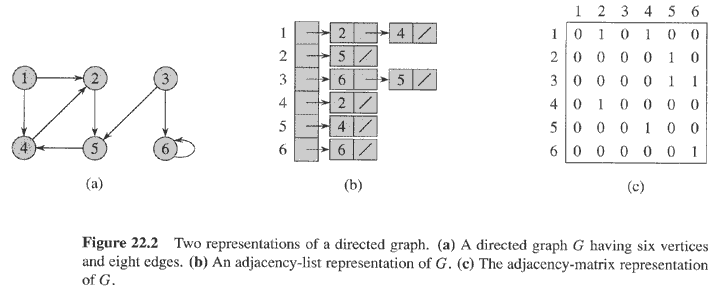 1 2 3
4 5 6
(a)
1 2 4
2 5
3 6 5
4 2
5 4
6 6
(b)
1 2 3 4 5 6
1 0 1 0 1 0 0
2 0 0 0 0 1 0
3 0 0 0 0 1 1
4 0 1 0 0 0 0
5 0 0 0 1 0 0
6 0 0 0 0 0 1
(c)
Figure 22.2 Two representations of a directed graph. (a) A directed graph G having six vertices
and eight edges. (b) An adjacency-list representation of G. (c) The adjacency-matrix representation
of G.